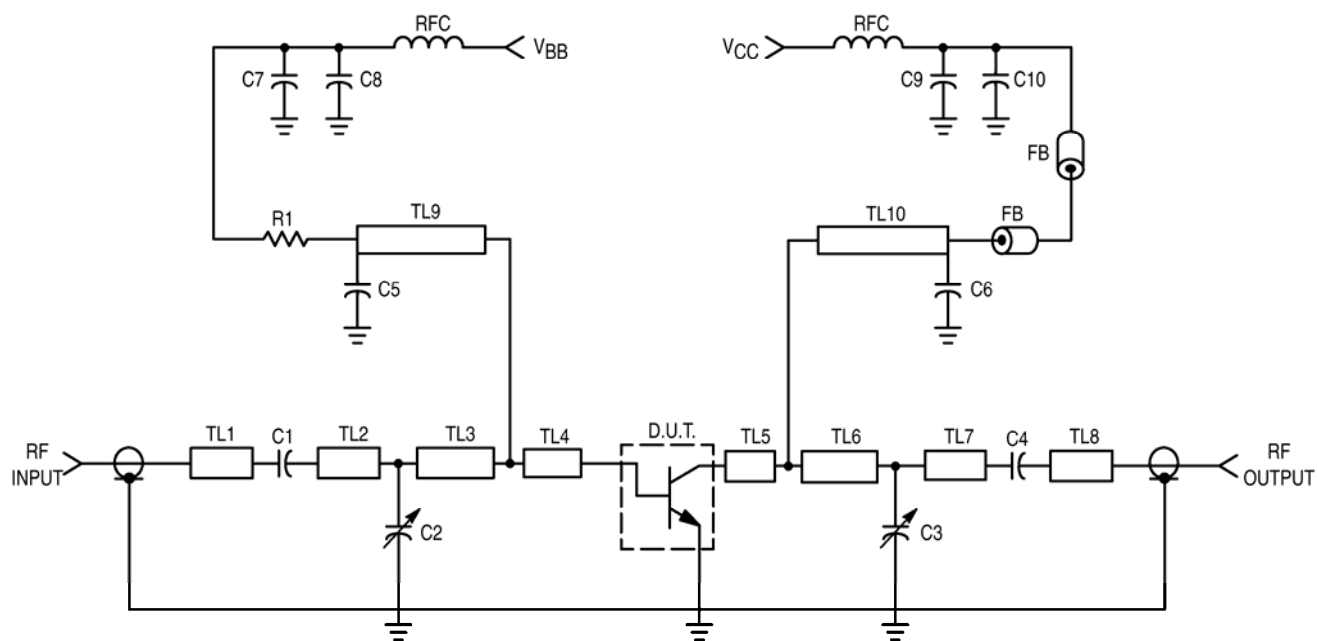 RFC
V_BB
C7
C8
RFC
V_CC
C9
C10
FB
R1
TL9
C5
TL10
FB
C6
RF
INPUT
TL1
C1
TL2
TL3
TL4
D.U.T.
TL5
TL6
TL7
C4
TL8
RF
OUTPUT
C2
C3